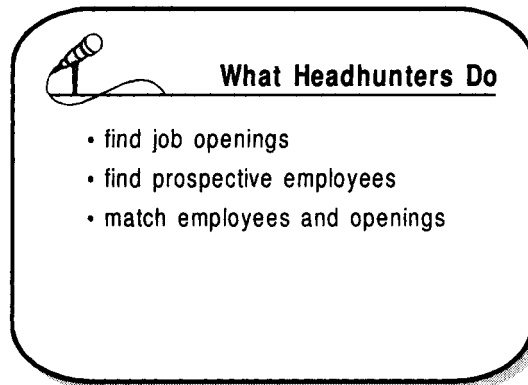 What Headhunters Do
• find job openings
• find prospective employees
• match employees and openings